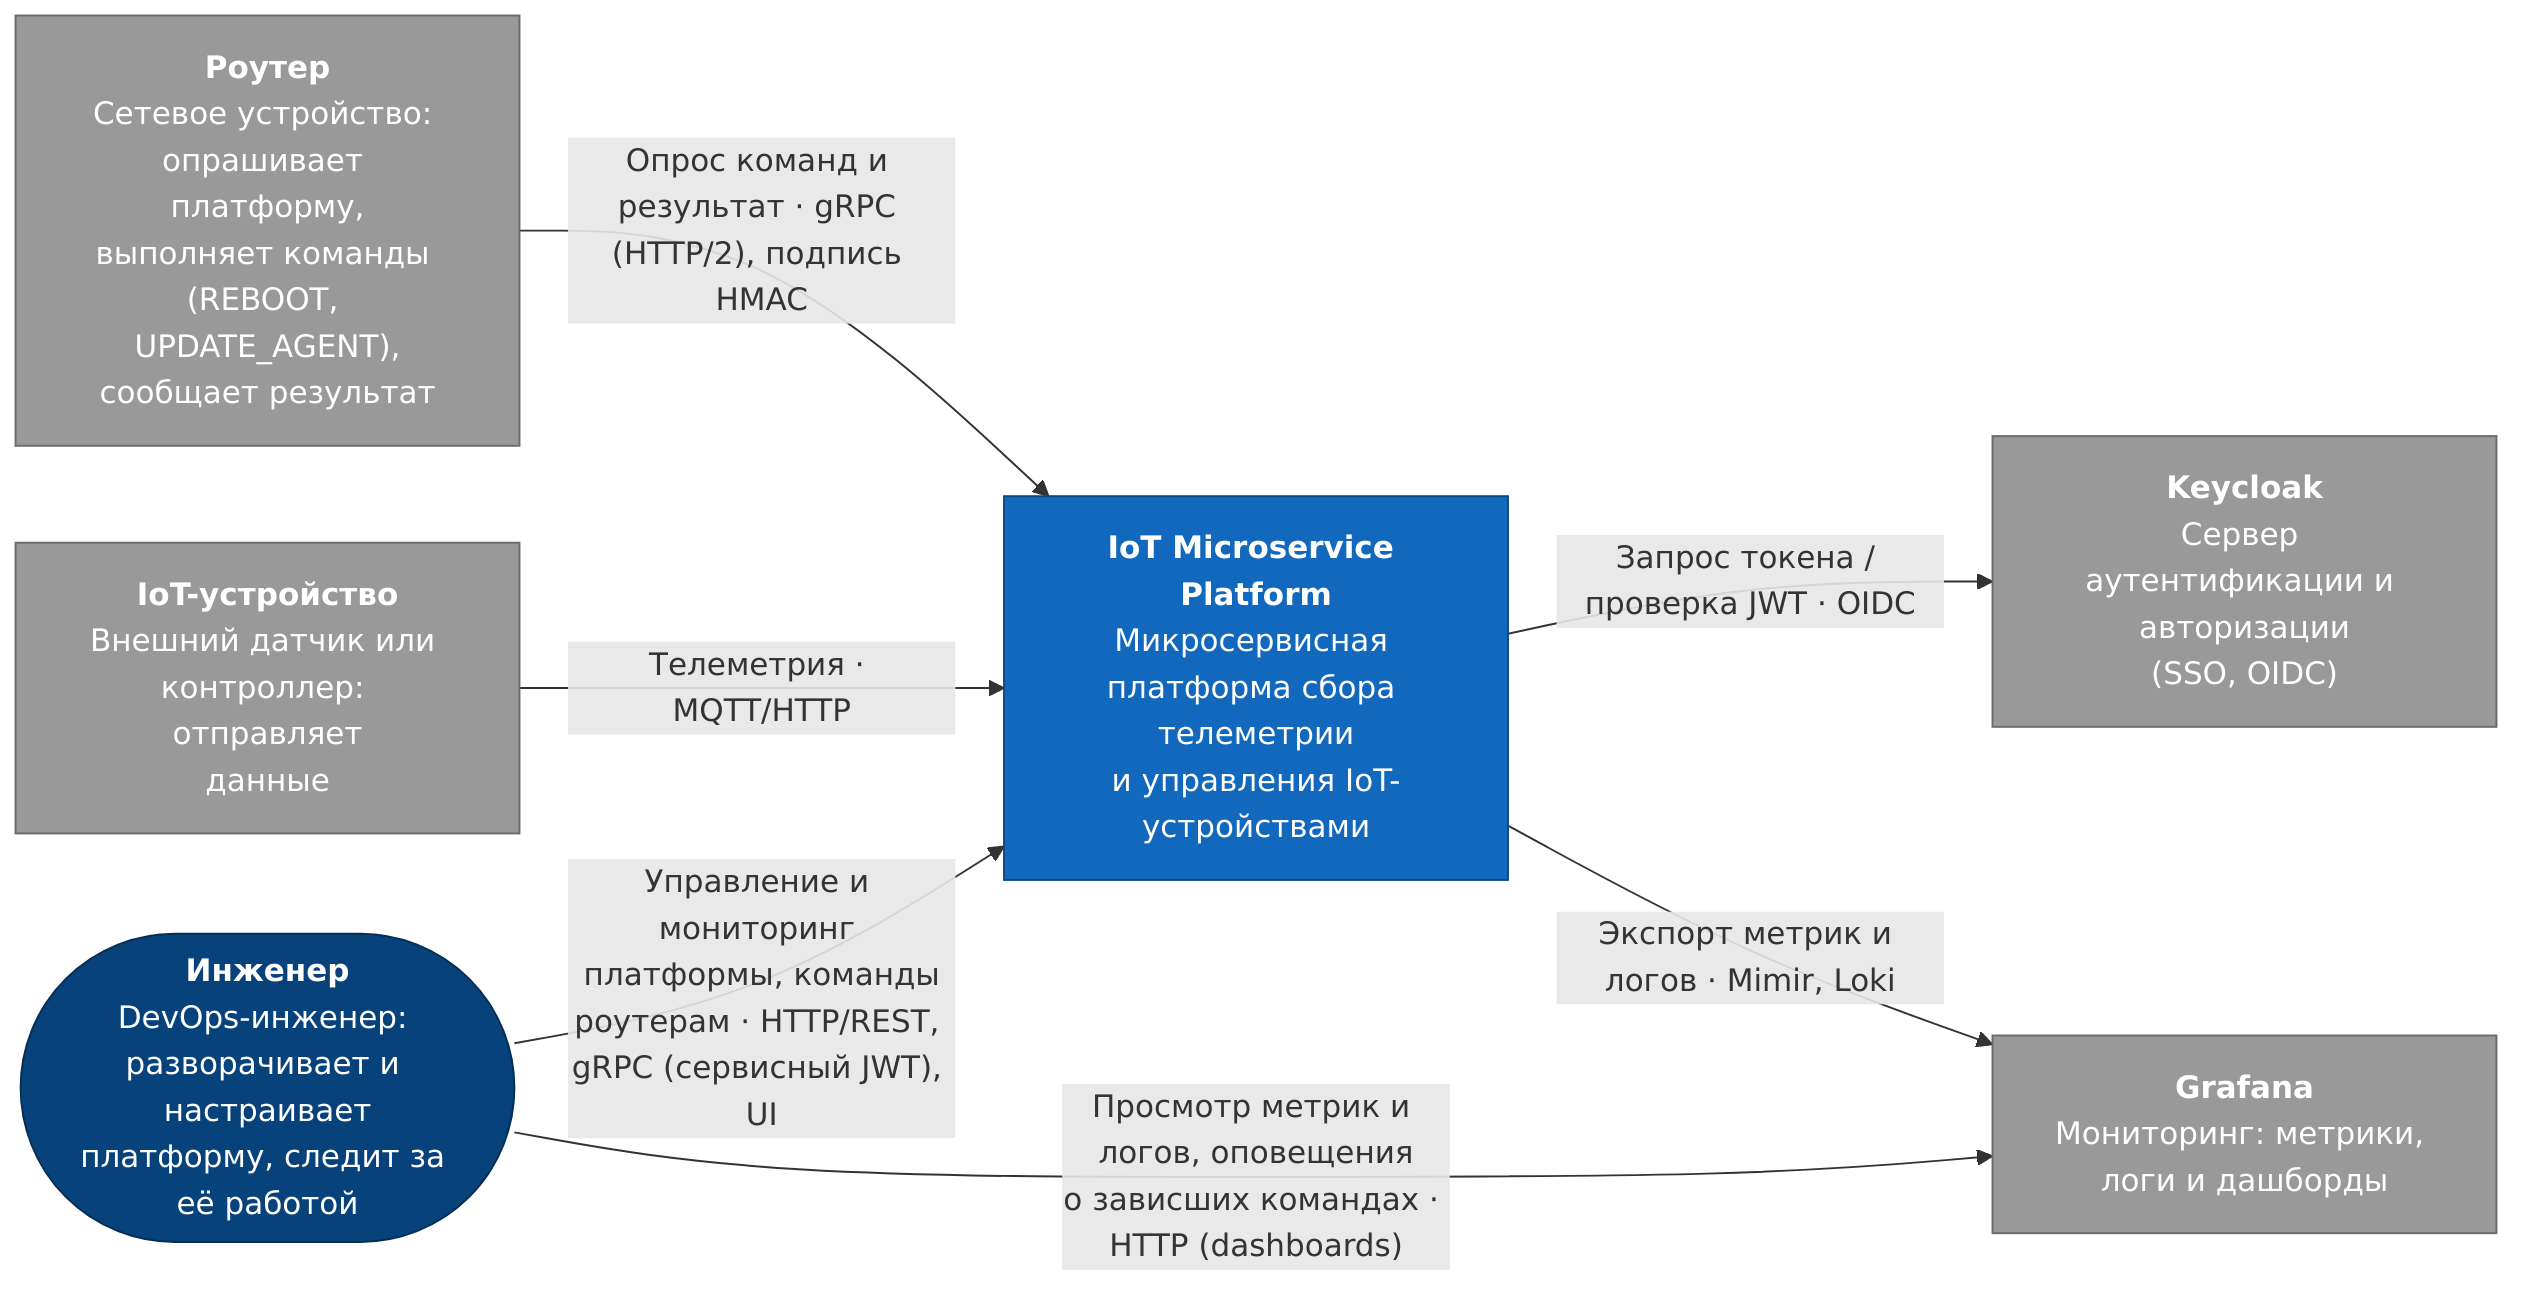 Роутер
Сетевое устройство:
опрашивает
платформу,
выполняет команды
(REBOOT,
UPDATE_AGENT),
сообщает результат
Опрос команд и
результат · gRPC
(HTTP/2), подпись
HMAC
IoT-устройство
Внешний датчик или
контроллер:
отправляет
данные
Телеметрия ·
MQTT/HTTP
IoT Microservice
Platform
Микросервисная
платформа сбора
телеметрии
и управления IoT-
устройствами
Запрос токена /
проверка JWT · OIDC
Keycloak
Сервер
аутентификации и
авторизации
(SSO, OIDC)
Инженер
DevOps-инженер:
разворачивает и
настраивает
платформу, следит за
её работой
Управление и
мониторинг
платформы, команды
роутерам · HTTP/REST,
gRPC (сервисный JWT),
UI
Экспорт метрик и
логов · Mimir, Loki
Просмотр метрик и
логов, оповещения
о зависших командах ·
HTTP (dashboards)
Grafana
Мониторинг: метрики,
логи и дашборды